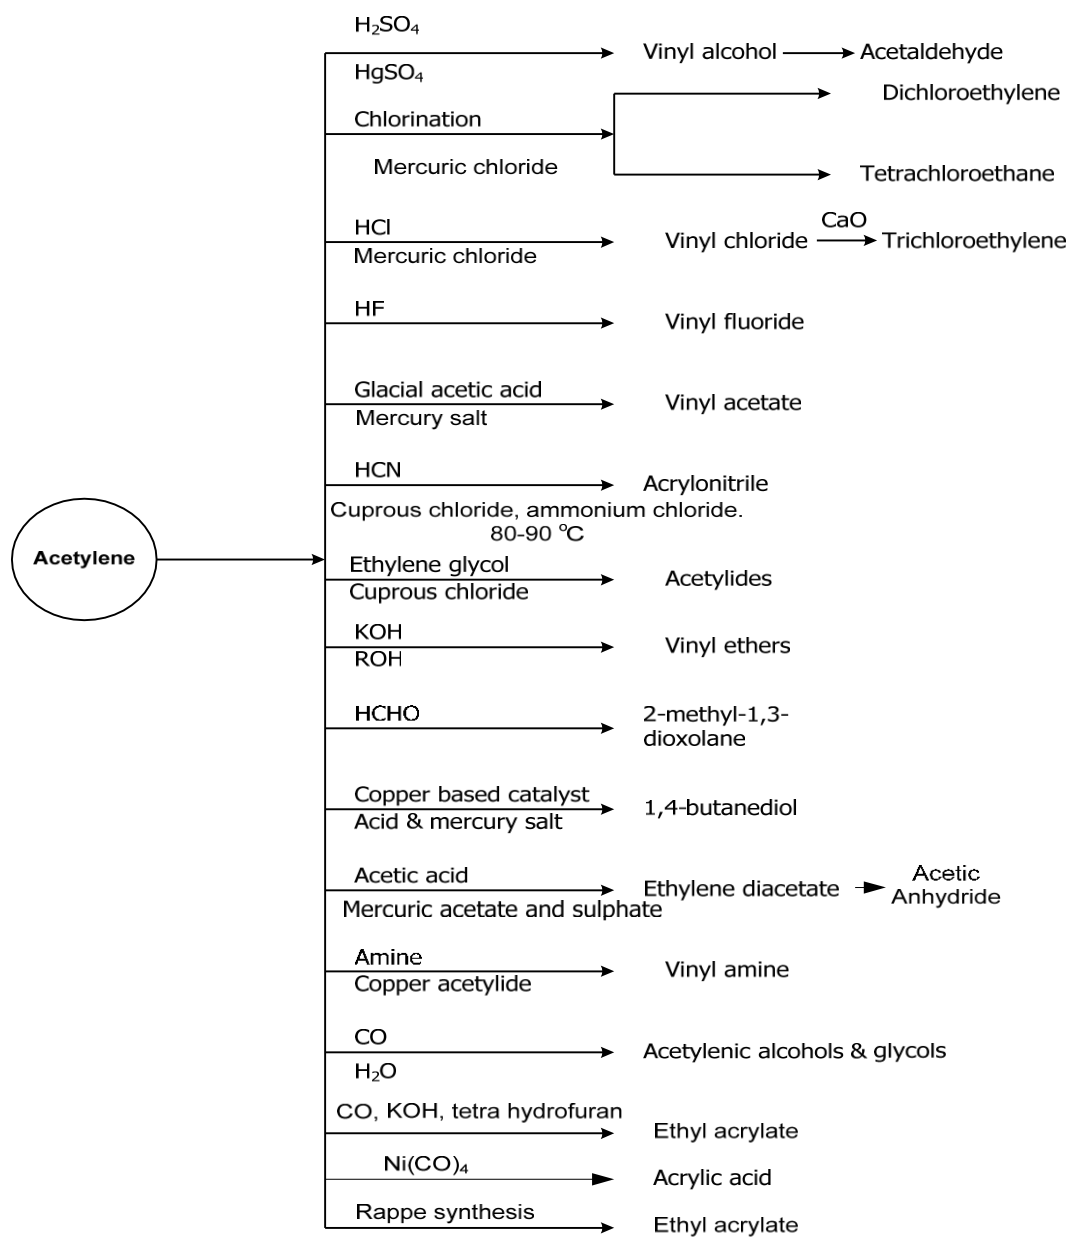 H₂SO₄
HgSO₄
Vinyl alcohol
Acetaldehyde
Chlorination
Mercuric chloride
Dichloroethylene
Tetrachloroethane
HCl
Mercuric chloride
Vinyl chloride
CaO
Trichloroethylene
HF
Vinyl fluoride
Glacial acetic acid
Mercury salt
Vinyl acetate
HCN
Acrylonitrile
Cuprous chloride, ammonium chloride.
80-90 °C
Acetylene
Ethylene glycol
Cuprous chloride
Acetylides
KOH
ROH
Vinyl ethers
HCHO
2-methyl-1,3-
dioxolane
Copper based catalyst
Acid & mercury salt
1,4-butanediol
Acetic acid
Mercuric acetate and sulphate
Ethylene diacetate
Acetic
Anhydride
Amine
Copper acetylide
Vinyl amine
CO
H₂O
Acetylenic alcohols & glycols
CO, KOH, tetra hydrofuran
Ethyl acrylate
Ni(CO)₄
Acrylic acid
Rappe synthesis
Ethyl acrylate